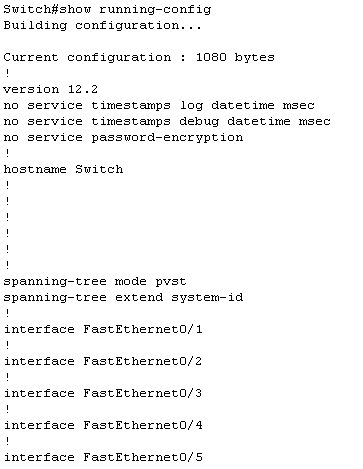 Switch#show running-config
Building configuration...
Current configuration : 1080 bytes
!
version 12.2
no service timestamps log datetime msec
no service timestamps debug datetime msec
no service password-encryption
!
hostname Switch
!
!
!
!
!
!
spanning-tree mode pvst
spanning-tree extend system-id
!
interface FastEthernet0/1
!
interface FastEthernet0/2
!
interface FastEthernet0/3
!
interface FastEthernet0/4
!
interface FastEthernet0/5